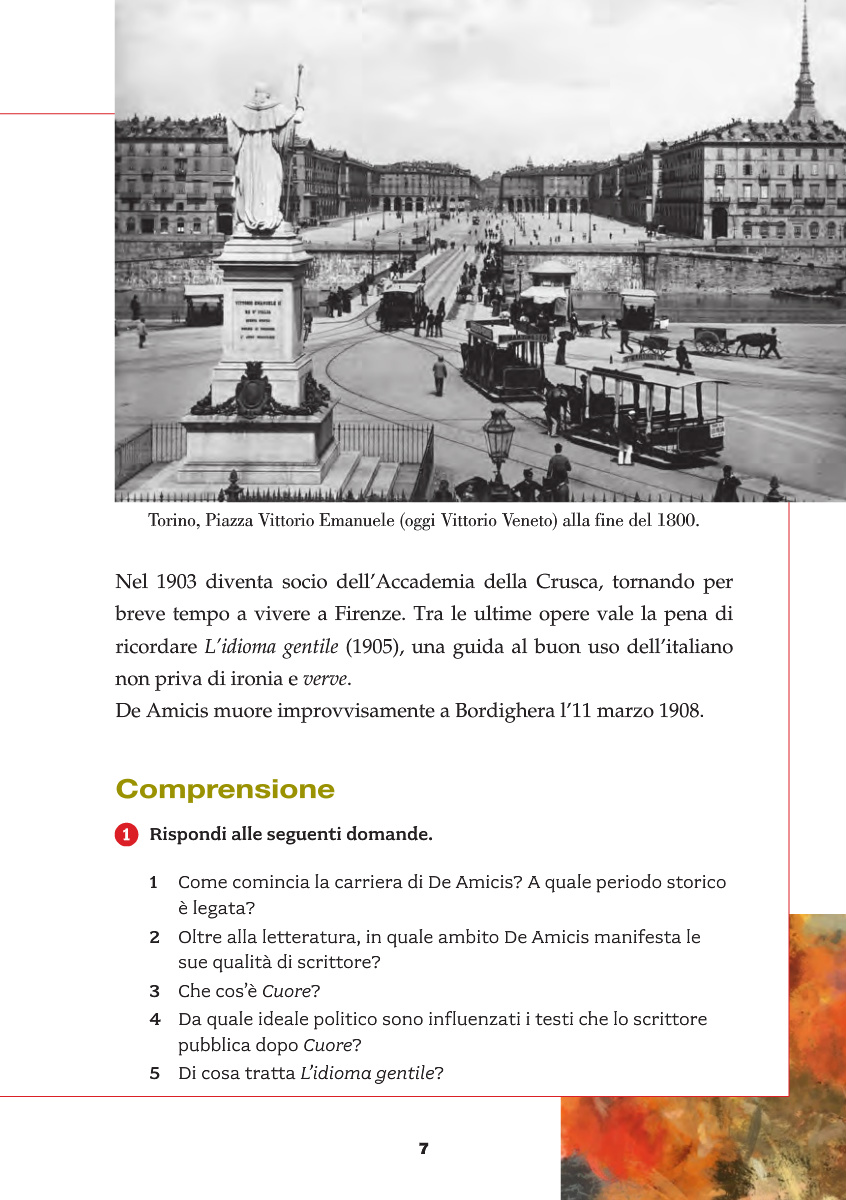 VITTORIO EMANUELE II
Torino, Piazza Vittorio Emanuele (oggi Vittorio Veneto) alla fine del 1800.
Nel 1903 diventa socio dell'Accademia della Crusca, tornando per
breve tempo a vivere a Firenze. Tra le ultime opere vale la pena di
ricordare L'idioma gentile (1905), una guida al buon uso dell'italiano
non priva di ironia e verve.
De Amicis muore improvvisamente a Bordighera l'11 marzo 1908.
Comprensione
1 Rispondi alle seguenti domande.
1 Come comincia la carriera di De Amicis? A quale periodo storico
è legata?
2 Oltre alla letteratura, in quale ambito De Amicis manifesta le
sue qualità di scrittore?
3 Che cos'è Cuore?
4 Da quale ideale politico sono influenzati i testi che lo scrittore
pubblica dopo Cuore?
5 Di cosa tratta L'idioma gentile?
7